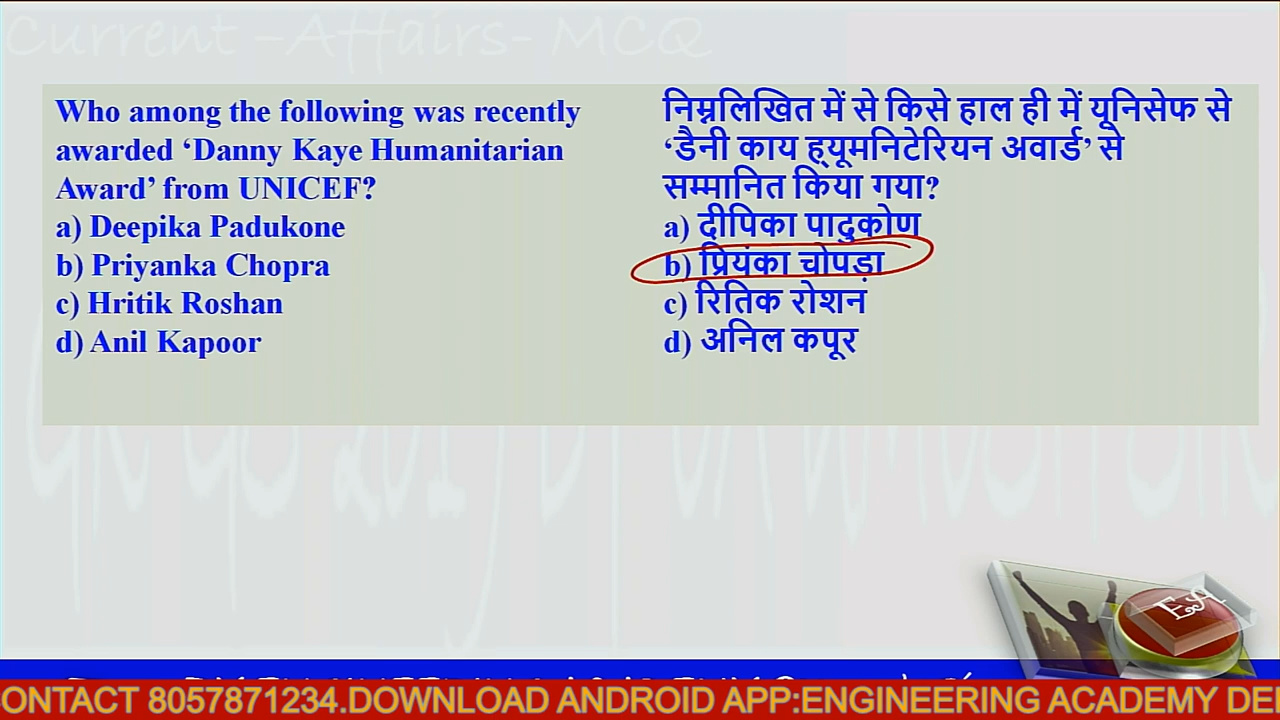 Current -Affairs- MCQ
Who among the following was recently
awarded ‘Danny Kaye Humanitarian
Award’ from UNICEF?
a) Deepika Padukone
b) Priyanka Chopra
c) Hritik Roshan
d) Anil Kapoor
निम्नलिखित में से किसे हाल ही में यूनिसेफ से
‘डैनी काय ह्यूमनिटेरियन अवार्ड’ से
सम्मानित किया गया?
a) दीपिका पादुकोण
b) प्रियंका चोपड़ा
c) रितिक रोशन
d) अनिल कपूर
EA
ONTACT 8057871234.DOWNLOAD ANDROID APP:ENGINEERING ACADEMY DE